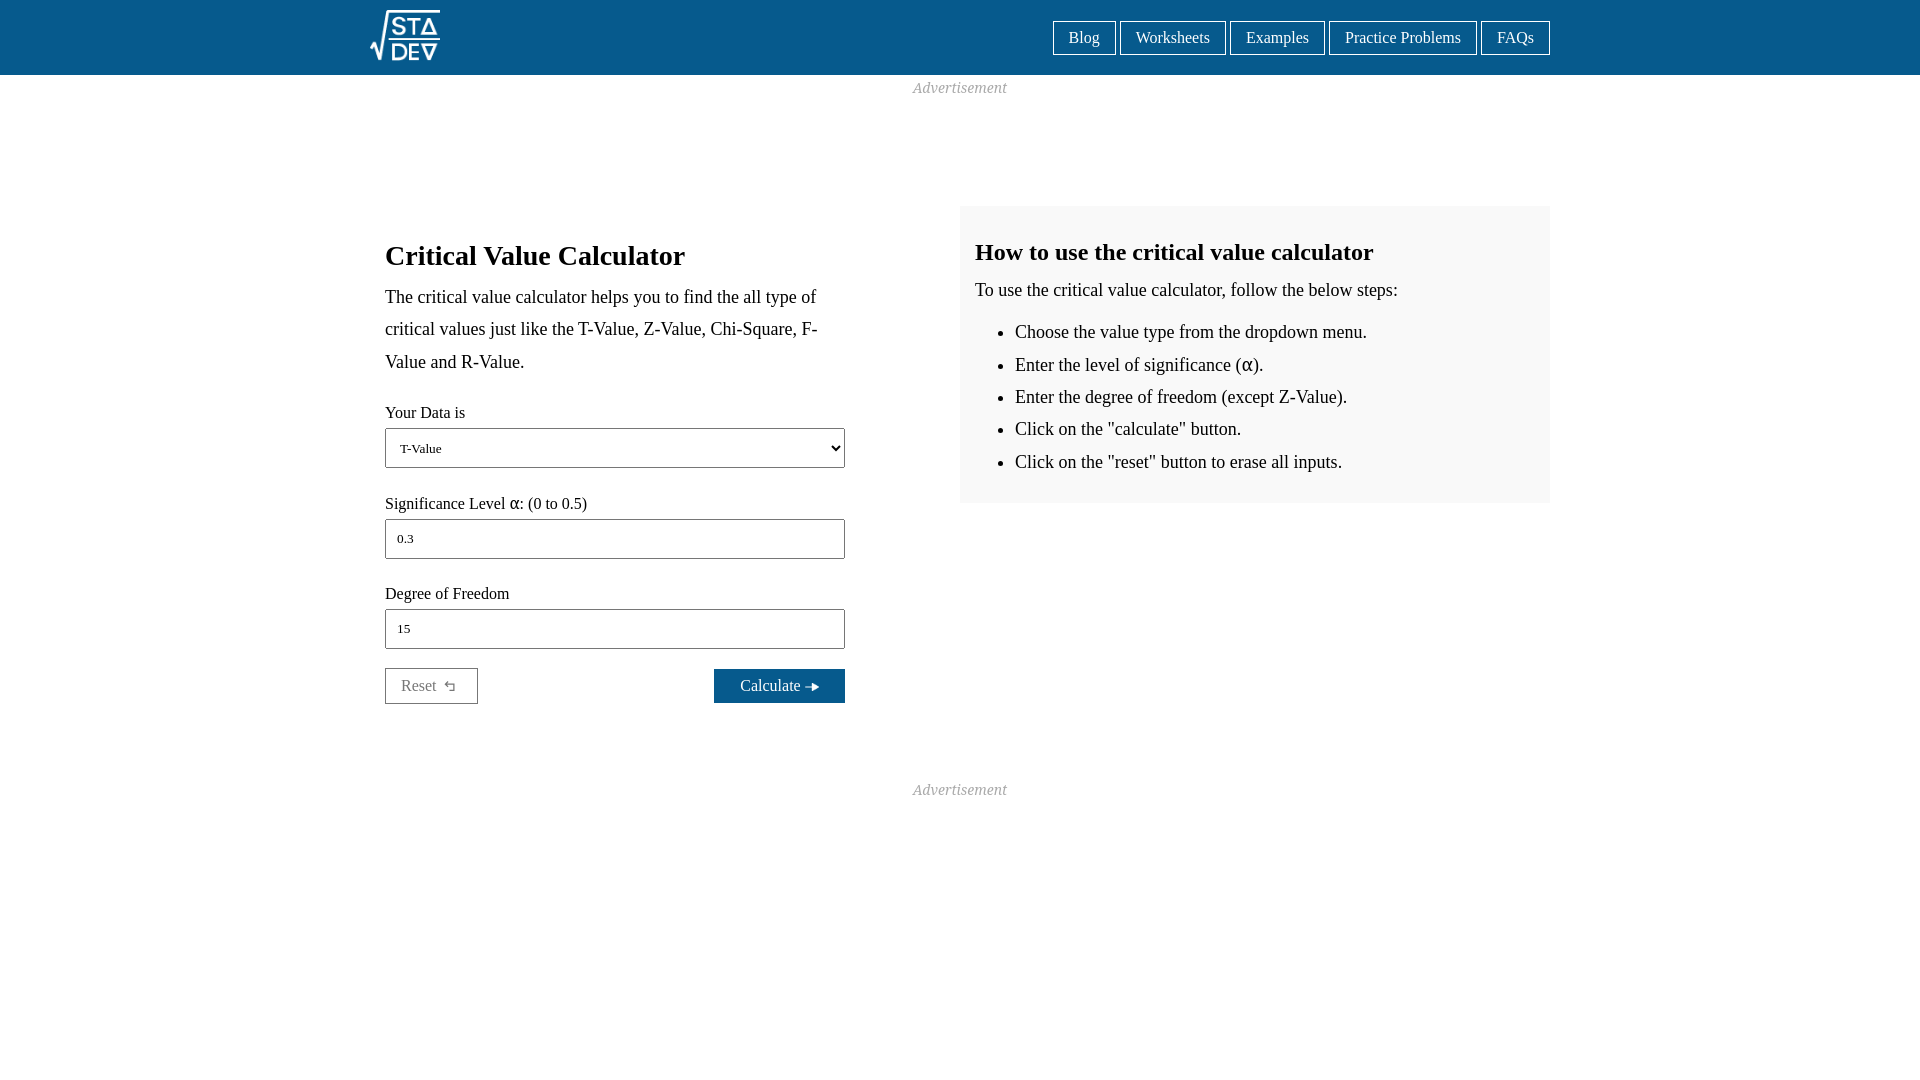 STA
DEV
Blog
Worksheets
Examples
Practice Problems
FAQs
Advertisement
Critical Value Calculator
The critical value calculator helps you to find the all type of
critical values just like the T-Value, Z-Value, Chi-Square, F-
Value and R-Value.
Your Data is
T-Value
Significance Level α: (0 to 0.5)
0.3
Degree of Freedom
15
Reset
Calculate
How to use the critical value calculator
To use the critical value calculator, follow the below steps:
• Choose the value type from the dropdown menu.
• Enter the level of significance (α).
• Enter the degree of freedom (except Z-Value).
• Click on the "calculate" button.
• Click on the "reset" button to erase all inputs.
Advertisement